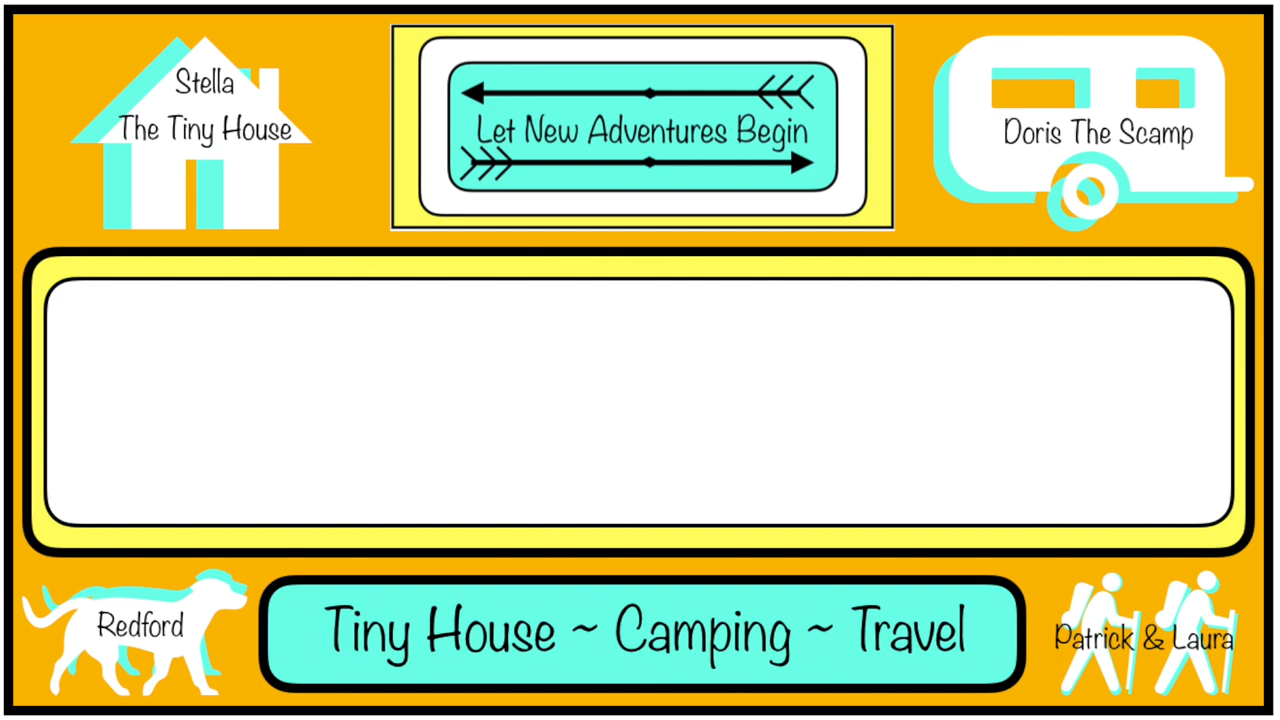 Stella
The Tiny House
Let New Adventures Begin
Doris The Scamp
Redford
Tiny House ~ Camping ~ Travel
Patrick & Laura